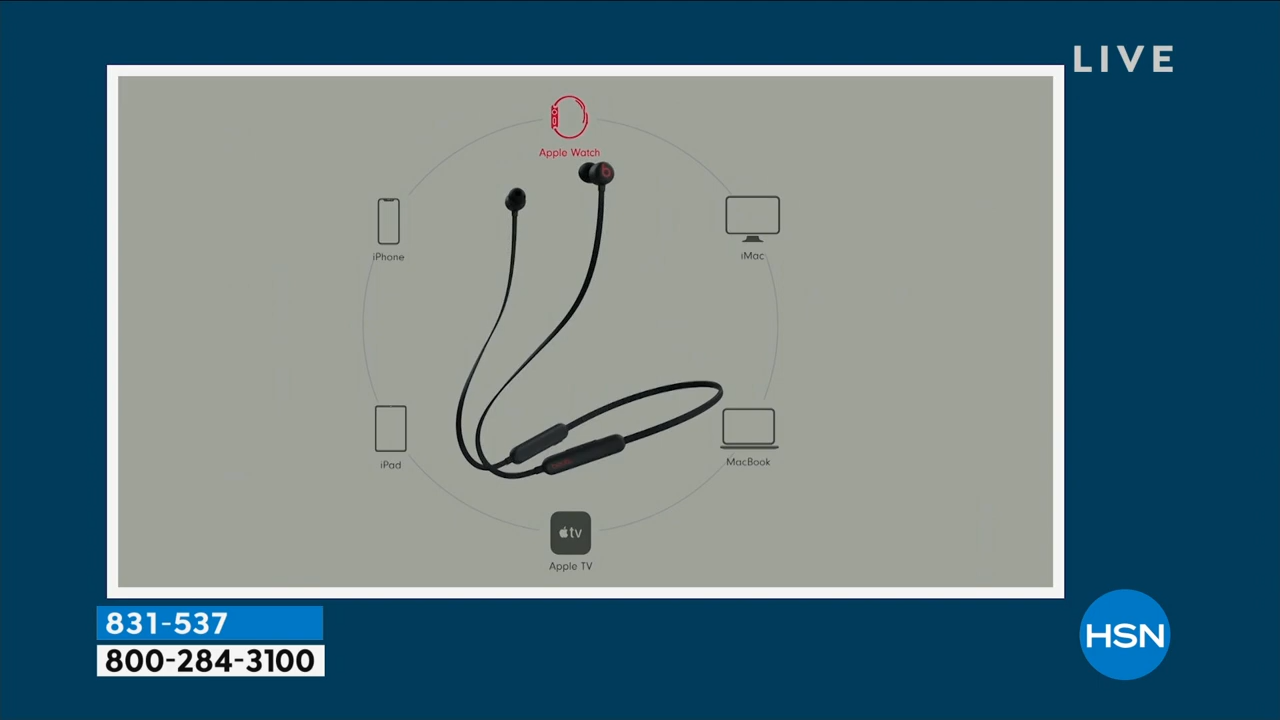 LIVE
Apple Watch
iPhone
iMac
iPad
MacBook
tv
Apple TV
831-537
800-284-3100
HSN